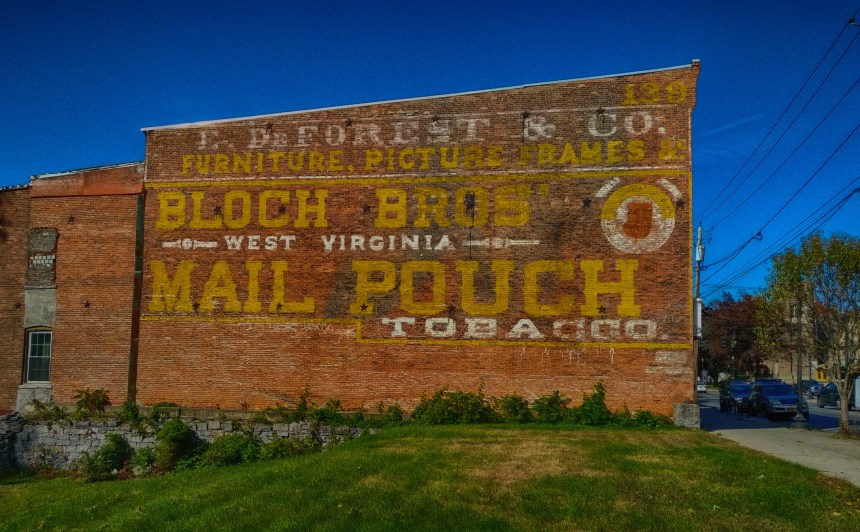 139
E. DEFOREST & CO.
FURNITURE, PICTURE FRAMES &
BLOCH BROS'
WEST VIRGINIA
MAIL POUCH
TOBACCO